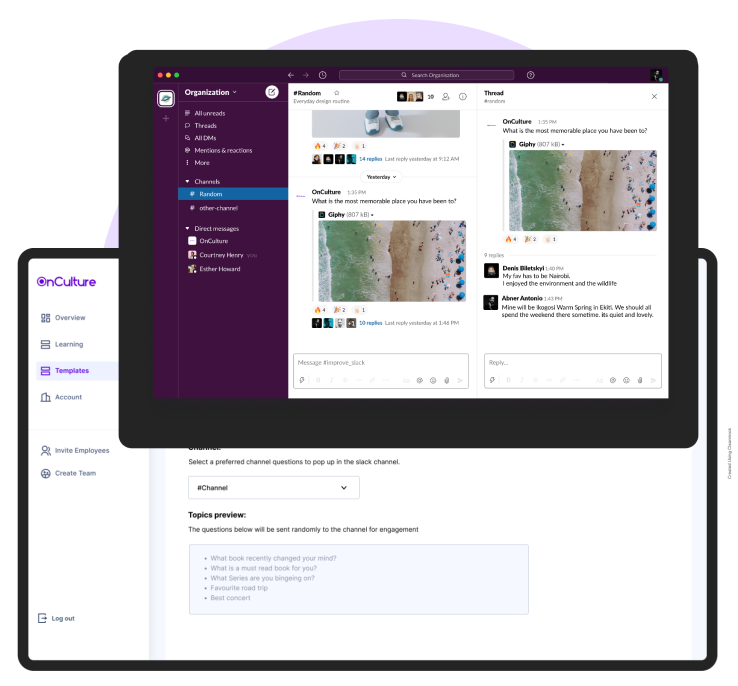 Search Organisation
Organization
All unreads
Threads
All DMs
Mentions & reactions
More
Channels
# Random
# other-channel
Direct messages
OnCulture
Courtney Henry you
Esther Howard
#Random
Everyday design routine
10
4 2 1
14 replies Last reply yesterday at 9:12 AM
Yesterday
OnCulture 1:35 PM
What is the most memorable place you have been to?
Giphy (807 kB)
4 2 1
+1 10 replies Last reply yesterday at 1:46 PM
Message #improve_slack
B I Aa @
Thread
#random
OnCulture 1:35 PM
What is the most memorable place you have been to?
Giphy (807 kB)
4 2 1
9 replies
Denis Biletskyi 1:40 PM
My fav has to be Nairobi.
I enjoyed the environment and the wildlife
Abner Antonio 1:43 PM
Mine will be Ikogosi Warm Spring In Ekiti. We should all
spend the weekend there sometime. its quiet and lovely.
Reply...
B I Aa @
OnCulture
Overview
Learning
Templates
Account
Invite Employees
Create Team
Log out
Channel:
Select a preferred channel questions to pop up in the slack channel.
#Channel
Topics preview:
The questions below will be sent randomly to the channel for engagement
• What book recently changed your mind?
• What is a must read book for you?
• What Series are you bingeing on?
• Favourite road trip
• Best concert